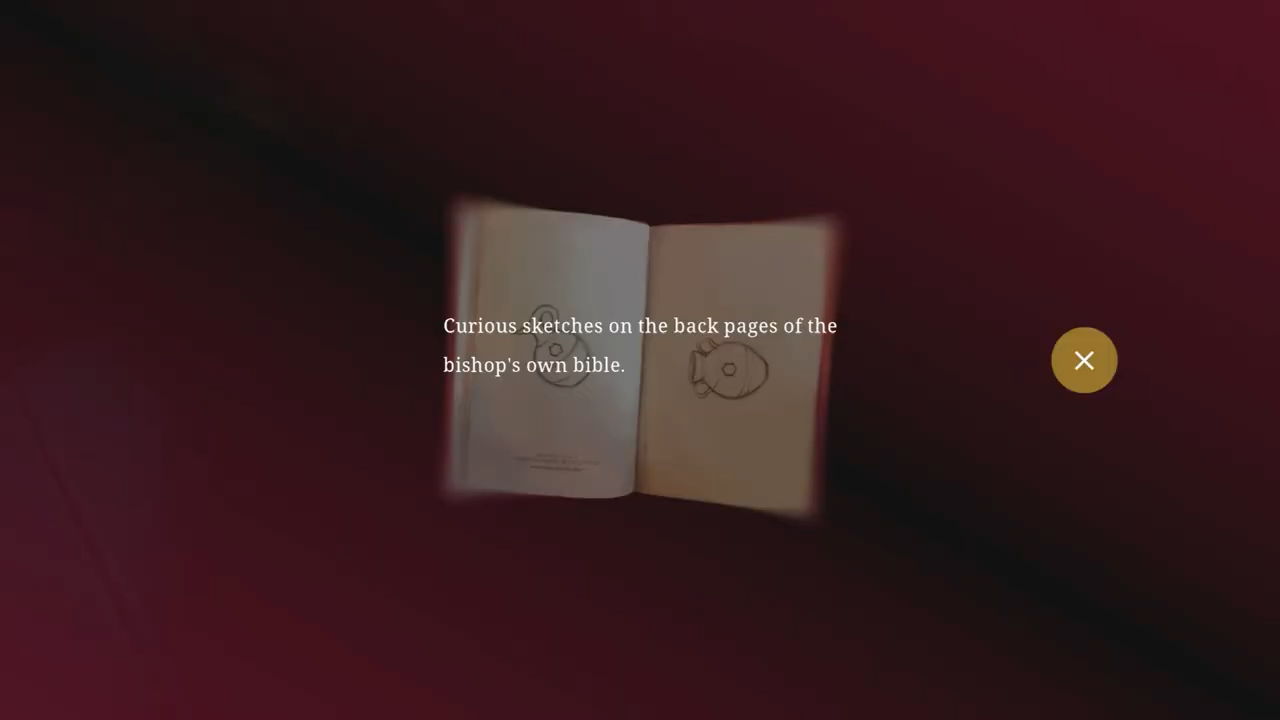 Curious sketches on the back pages of the
bishop's own bible.